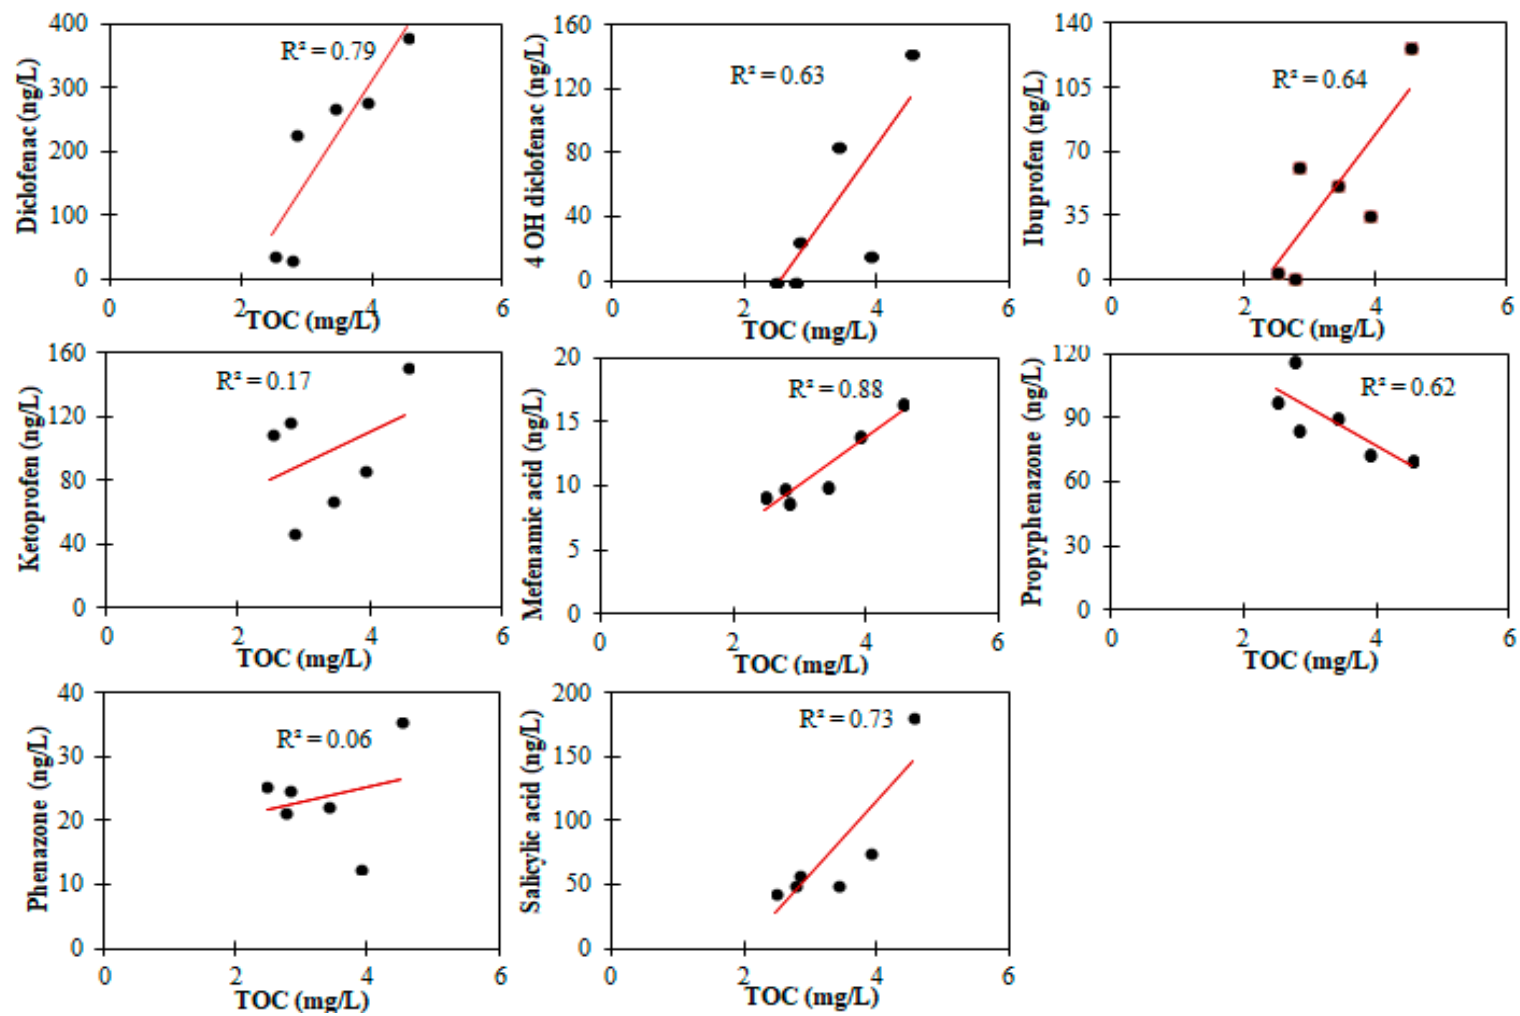 Diclofenac (ng/L)
400
300
200
100
0
R² = 0.79
0 2 4 6
TOC (mg/L)
4 OH diclofenac (ng/L)
160
120
80
40
0
R² = 0.63
0 2 4 6
TOC (mg/L)
Ibuprofen (ng/L)
140
105
70
35
0
R² = 0.64
0 2 4 6
TOC (mg/L)
Ketoprofen (ng/L)
160
120
80
40
0
R² = 0.17
0 2 4 6
TOC (mg/L)
Mefenamic acid (ng/L)
20
15
10
5
0
R² = 0.88
0 2 4 6
TOC (mg/L)
Propyphenazone (ng/L)
120
90
60
30
0
R² = 0.62
0 2 4 6
TOC (mg/L)
Phenazone (ng/L)
40
30
20
10
0
R² = 0.06
0 2 4 6
TOC (mg/L)
Salicylic acid (ng/L)
200
150
100
50
0
R² = 0.73
0 2 4 6
TOC (mg/L)